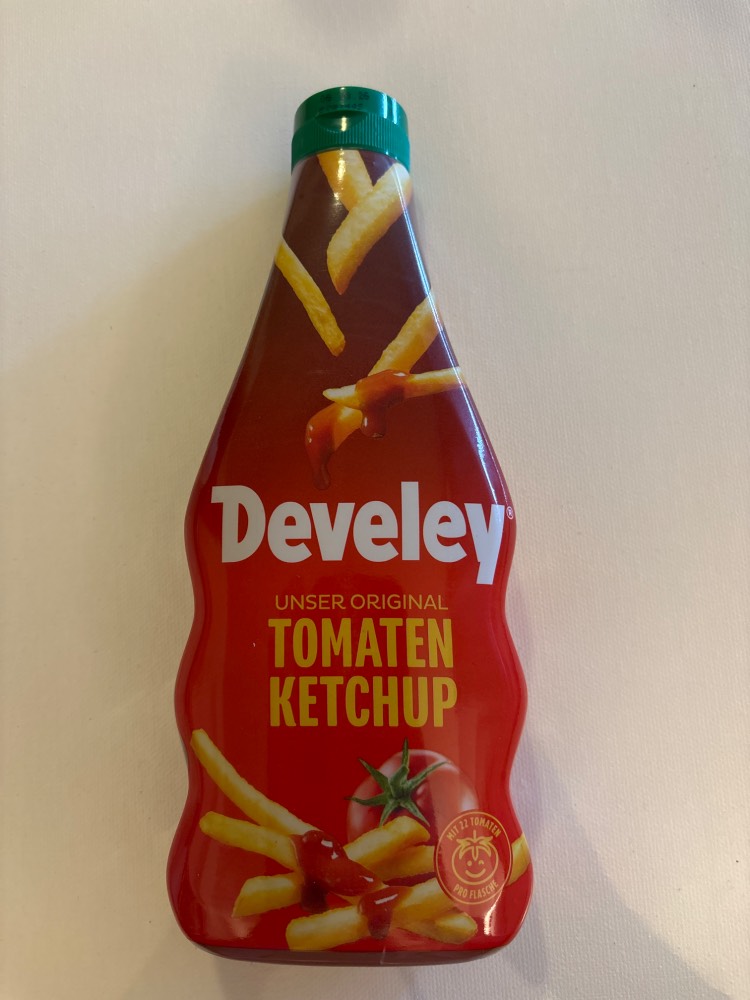 Develey®
UNSER ORIGINAL
TOMATEN
KETCHUP
MIT 22 TOMATEN
PRO FLASCHE